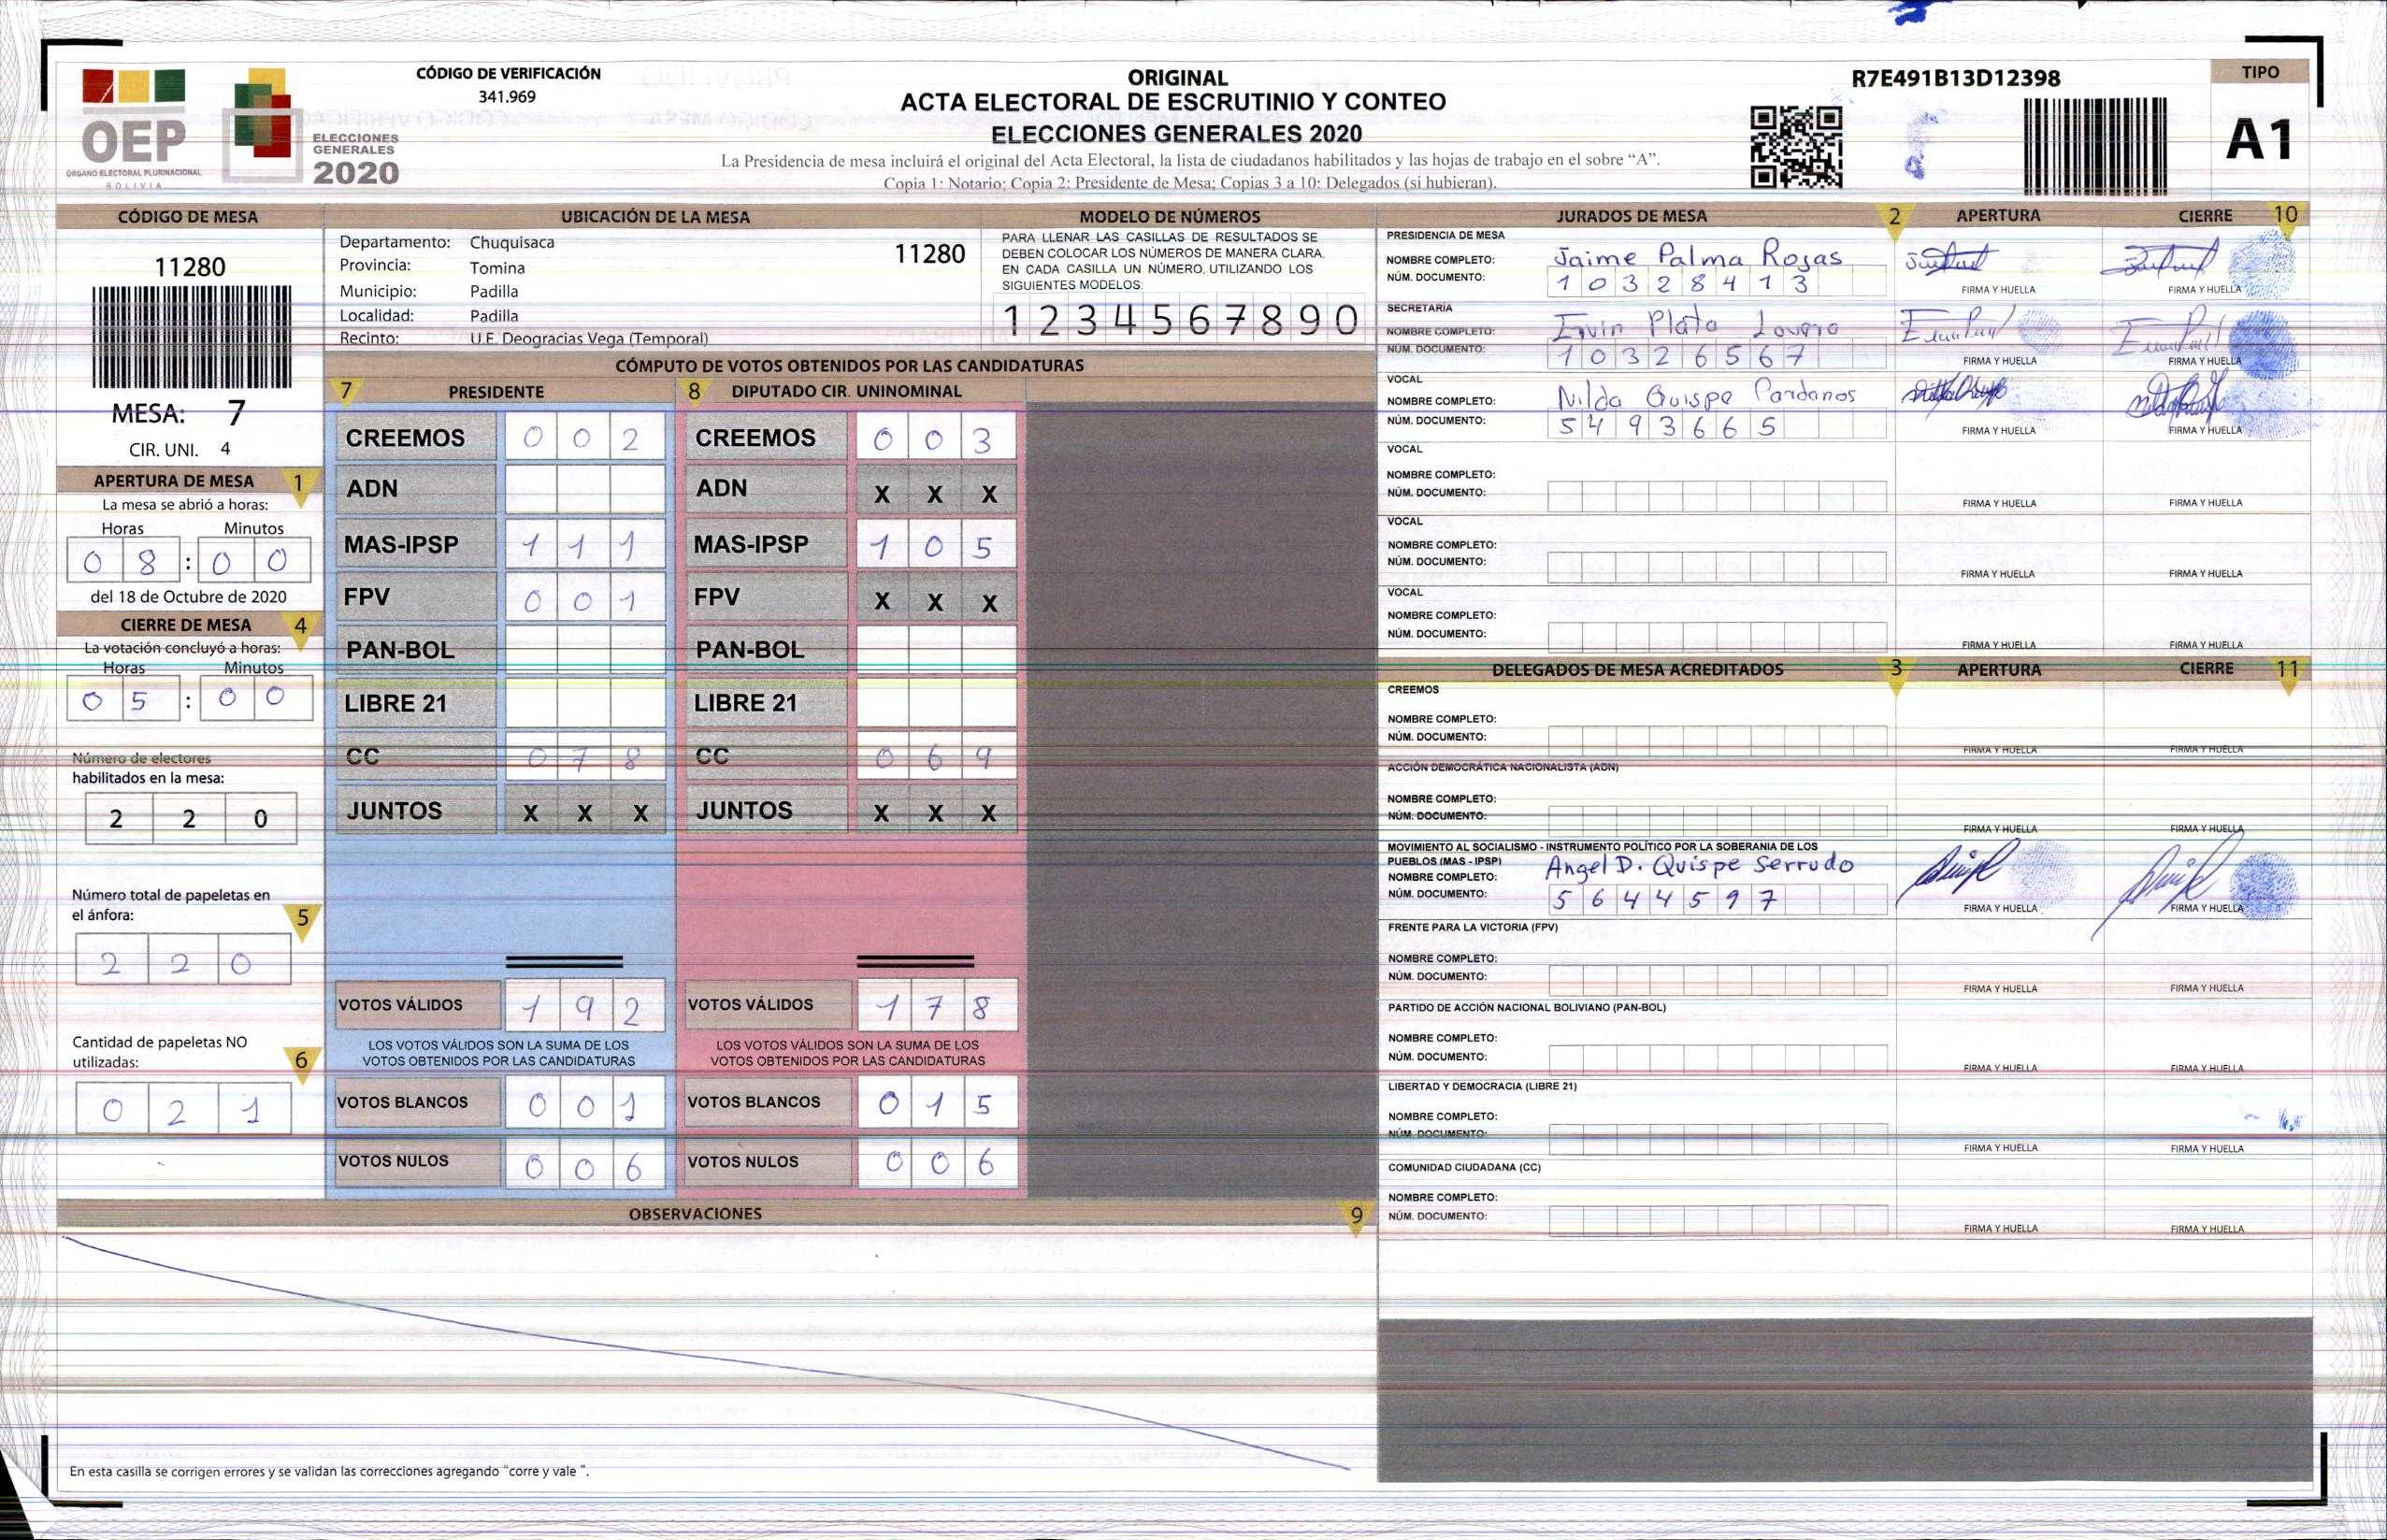 CÓDIGO DE VERIFICACIÓN
341.969
ORIGINAL
ACTA ELECTORAL DE ESCRUTINIO Y CONTEO
ELECCIONES GENERALES 2020
La Presidencia de mesa incluirá el original del Acta Electoral, la lista de ciudadanos habilitados y las hojas de trabajo en el sobre “A”.
Copia 1: Notario; Copia 2: Presidente de Mesa; Copias 3 a 10: Delegados (si hubieran).
R7E491B13D12398
TIPO
A1
OEP
ÓRGANO ELECTORAL PLURINACIONAL
BOLIVIA
ELECCIONES
GENERALES
2020
CÓDIGO DE MESA
11280
MESA: 7
CIR. UNI. 4
APERTURA DE MESA 1
La mesa se abrió a horas:
Horas Minutos
0 8 : 0 0
del 18 de Octubre de 2020
CIERRE DE MESA 4
La votación concluyó a horas:
Horas Minutos
0 5 : 0 0
Número de electores
habilitados en la mesa:
2 2 0
Número total de papeletas en
el ánfora:
5
2 2 0
Cantidad de papeletas NO
utilizadas:
6
0 2 1
UBICACIÓN DE LA MESA
Departamento: Chuquisaca 11280
Provincia: Tomina
Municipio: Padilla
Localidad: Padilla
Recinto: U.E. Deogracias Vega (Temporal)
MODELO DE NÚMEROS
PARA LLENAR LAS CASILLAS DE RESULTADOS SE
DEBEN COLOCAR LOS NÚMEROS DE MANERA CLARA.
EN CADA CASILLA UN NÚMERO, UTILIZANDO LOS
SIGUIENTES MODELOS:
1 2 3 4 5 6 7 8 9 0
CÓMPUTO DE VOTOS OBTENIDOS POR LAS CANDIDATURAS
7 PRESIDENTE 8 DIPUTADO CIR. UNINOMINAL
CREEMOS 0 0 2 CREEMOS 0 0 3
ADN ADN X X X
MAS-IPSP 1 1 1 MAS-IPSP 1 0 5
FPV 0 0 1 FPV X X X
PAN-BOL PAN-BOL
LIBRE 21 LIBRE 21
CC 0 7 8 CC 0 6 9
JUNTOS X X X JUNTOS X X X
VOTOS VÁLIDOS 1 9 2 VOTOS VÁLIDOS 1 7 8
LOS VOTOS VÁLIDOS SON LA SUMA DE LOS LOS VOTOS VÁLIDOS SON LA SUMA DE LOS
VOTOS OBTENIDOS POR LAS CANDIDATURAS VOTOS OBTENIDOS POR LAS CANDIDATURAS
VOTOS BLANCOS 0 0 1 VOTOS BLANCOS 0 1 5
VOTOS NULOS 0 0 6 VOTOS NULOS 0 0 6
OBSERVACIONES 9
En esta casilla se corrigen errores y se validan las correcciones agregando “corre y vale ”.
JURADOS DE MESA 2 APERTURA CIERRE 10
PRESIDENCIA DE MESA
NOMBRE COMPLETO: Jaime Palma Rojas
NÚM. DOCUMENTO: 1 0 3 2 8 4 1 3
FIRMA Y HUELLA FIRMA Y HUELLA
SECRETARÍA
NOMBRE COMPLETO: Plata
NÚM. DOCUMENTO: 1 0 3 2 6 5 6 7
FIRMA Y HUELLA FIRMA Y HUELLA
VOCAL
NOMBRE COMPLETO: Nilda Quispe
NÚM. DOCUMENTO: 5 4 9 3 6 6 5
FIRMA Y HUELLA FIRMA Y HUELLA
VOCAL
NOMBRE COMPLETO:
NÚM. DOCUMENTO:
FIRMA Y HUELLA FIRMA Y HUELLA
VOCAL
NOMBRE COMPLETO:
NÚM. DOCUMENTO:
FIRMA Y HUELLA FIRMA Y HUELLA
VOCAL
NOMBRE COMPLETO:
NÚM. DOCUMENTO:
FIRMA Y HUELLA FIRMA Y HUELLA
DELEGADOS DE MESA ACREDITADOS 3 APERTURA CIERRE 11
CREEMOS
NOMBRE COMPLETO:
NÚM. DOCUMENTO:
FIRMA Y HUELLA FIRMA Y HUELLA
ACCIÓN DEMOCRÁTICA NACIONALISTA (ADN)
NOMBRE COMPLETO:
NÚM. DOCUMENTO:
FIRMA Y HUELLA FIRMA Y HUELLA
MOVIMIENTO AL SOCIALISMO - INSTRUMENTO POLÍTICO POR LA SOBERANIA DE LOS
PUEBLOS (MAS - IPSP)
NOMBRE COMPLETO: Angel D. Quispe Serrudo
NÚM. DOCUMENTO: 5 6 4 4 5 9 7
FIRMA Y HUELLA FIRMA Y HUELLA
FRENTE PARA LA VICTORIA (FPV)
NOMBRE COMPLETO:
NÚM. DOCUMENTO:
FIRMA Y HUELLA FIRMA Y HUELLA
PARTIDO DE ACCIÓN NACIONAL BOLIVIANO (PAN-BOL)
NOMBRE COMPLETO:
NÚM. DOCUMENTO:
FIRMA Y HUELLA FIRMA Y HUELLA
LIBERTAD Y DEMOCRACIA (LIBRE 21)
NOMBRE COMPLETO:
NÚM. DOCUMENTO:
FIRMA Y HUELLA FIRMA Y HUELLA
COMUNIDAD CIUDADANA (CC)
NOMBRE COMPLETO:
NÚM. DOCUMENTO:
FIRMA Y HUELLA FIRMA Y HUELLA